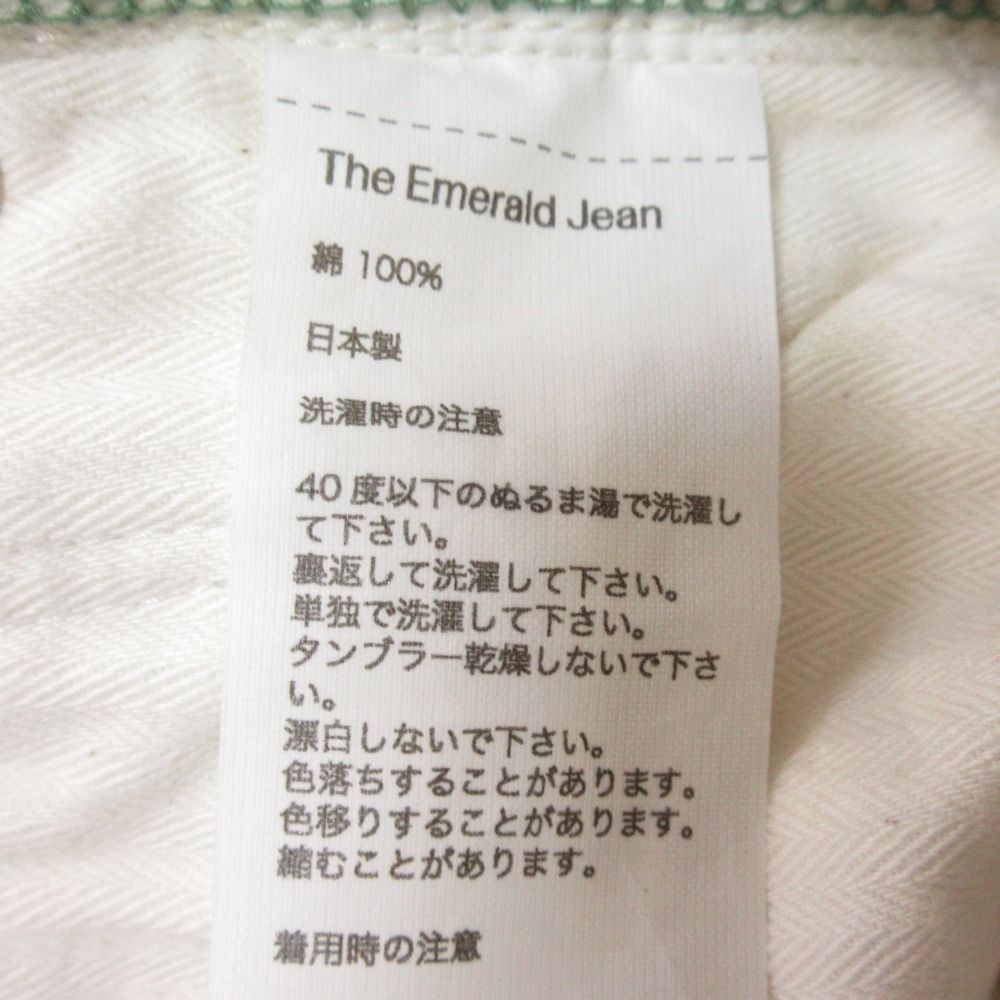 The Emerald Jean
綿 100%
日本製
洗濯時の注意
40 度以下のぬるま湯で洗濯し
て下さい。
裏返して洗濯して下さい。
単独で洗濯して下さい。
タンブラー乾燥しないで下さ
い。
漂白しないで下さい。
色落ちすることがあります。
色移りすることがあります。
縮むことがあります。
着用時の注意